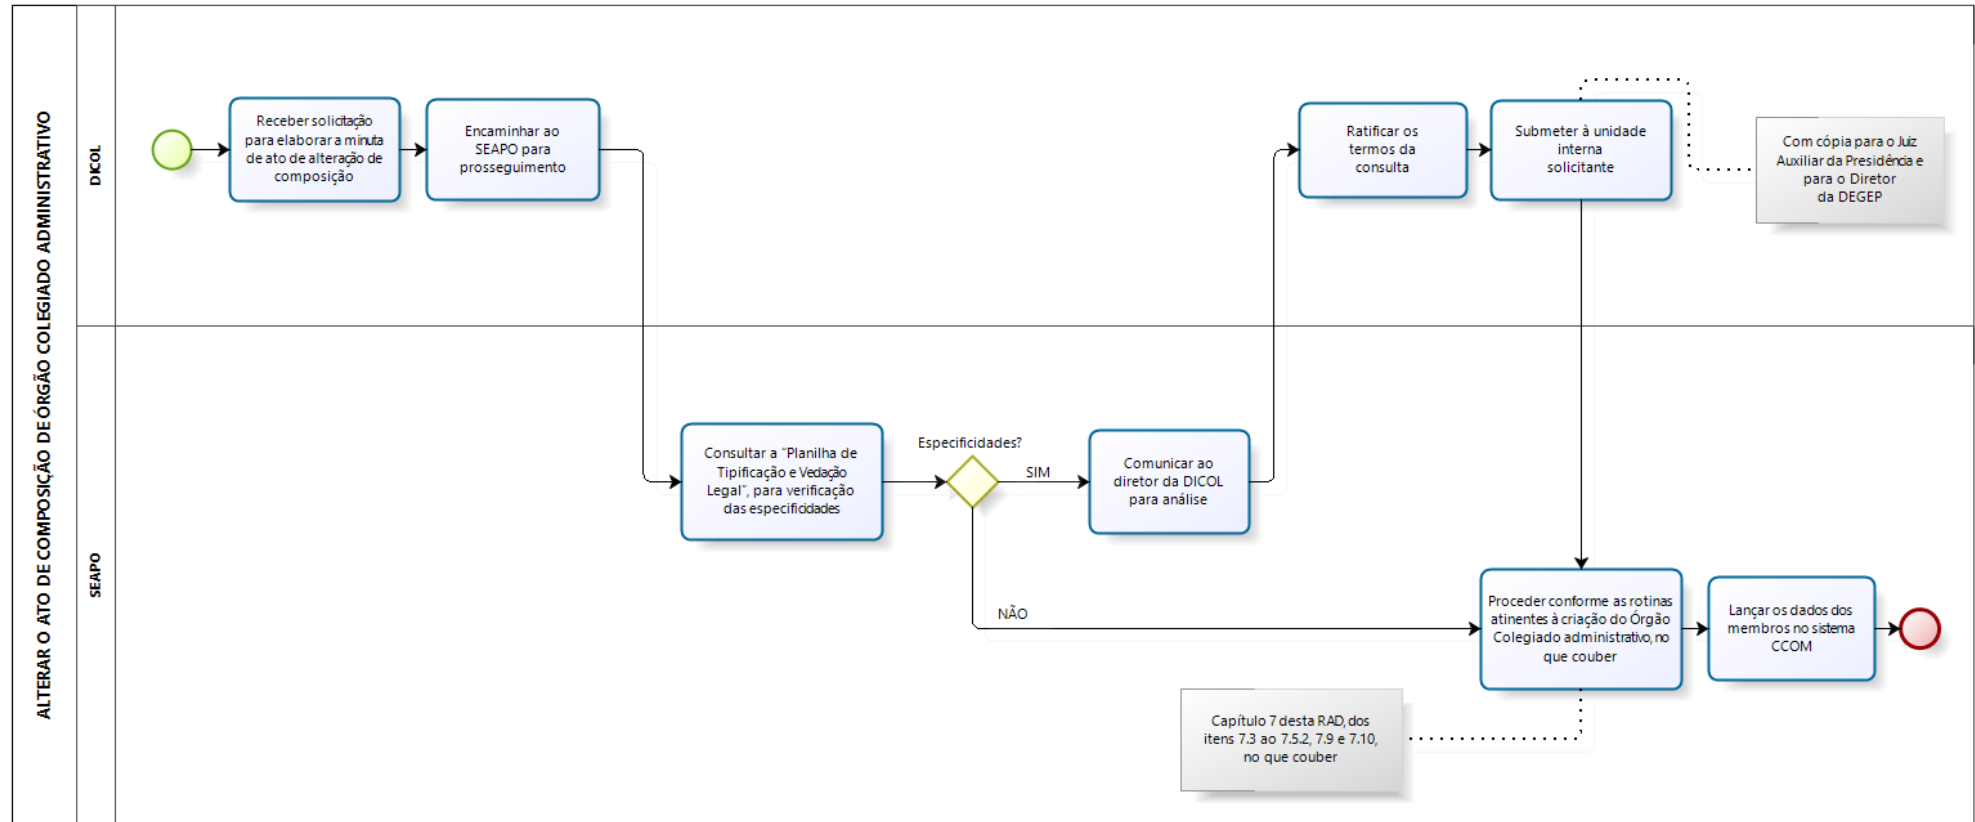 ALTERAR O ATO DE COMPOSIÇÃO DE ÓRGÃO COLEGIADO ADMINISTRATIVO
DICOL
Receber solicitação
para elaborar a minuta
de ato de alteração de
composição
Encaminhar ao
SEAPO para
prosseguimento
Ratificar os
termos da
consulta
Submeter à unidade
interna
solicitante
Com cópia para o Juiz
Auxiliar da Presidência e
para o Diretor
da DEGEP
SEAPO
Consultar a “Planilha de
Tipificação e Vedação
Legal”, para verificação
das especificidades
Especificidades?
SIM
Comunicar ao
diretor da DICOL
para análise
NÃO
Proceder conforme as rotinas
atinentes à criação do Órgão
Colegiado administrativo, no
que couber
Lançar os dados dos
membros no sistema
CCOM
Capítulo 7 desta RAD, dos
itens 7.3 ao 7.5.2, 7.9 e 7.10,
no que couber